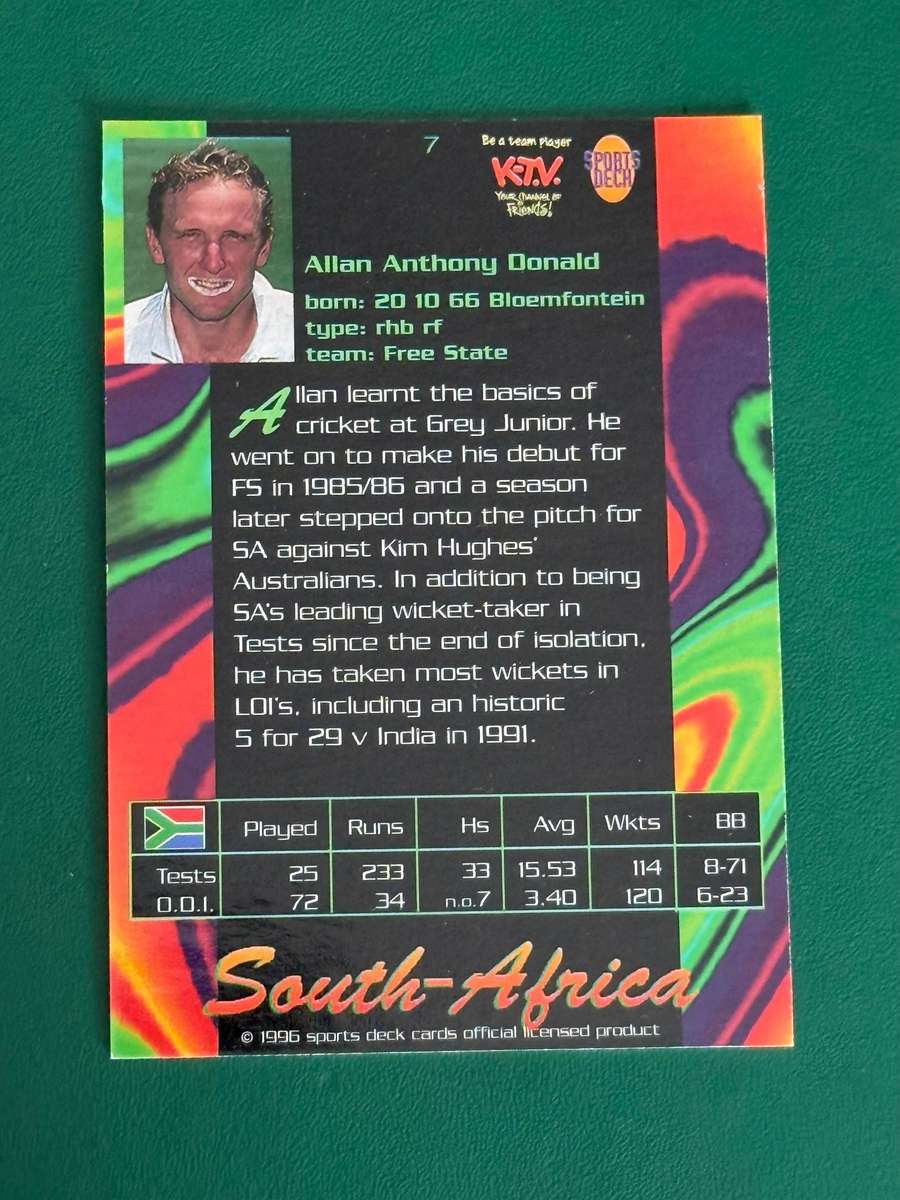 7
Be a team player
K-T.V.
YOUR CHANNEL OF
FRIENDS!
SPORTS
DECK
Allan Anthony Donald
born: 20 10 66 Bloemfontein
type: rhb rf
team: Free State
Allan learnt the basics of
cricket at Grey Junior. He
went on to make his debut for
FS in 1985/86 and a season
later stepped onto the pitch for
SA against Kim Hughes'
Australians. In addition to being
SA's leading wicket-taker in
Tests since the end of isolation,
he has taken most wickets in
LOI's, including an historic
5 for 29 v India in 1991.
Played Runs Hs Avg Wkts BB
Tests 25 233 33 15.53 114 8-71
O.D.I. 72 34 n.o.7 3.40 120 6-23
South-Africa
© 1996 sports deck cards official licensed product